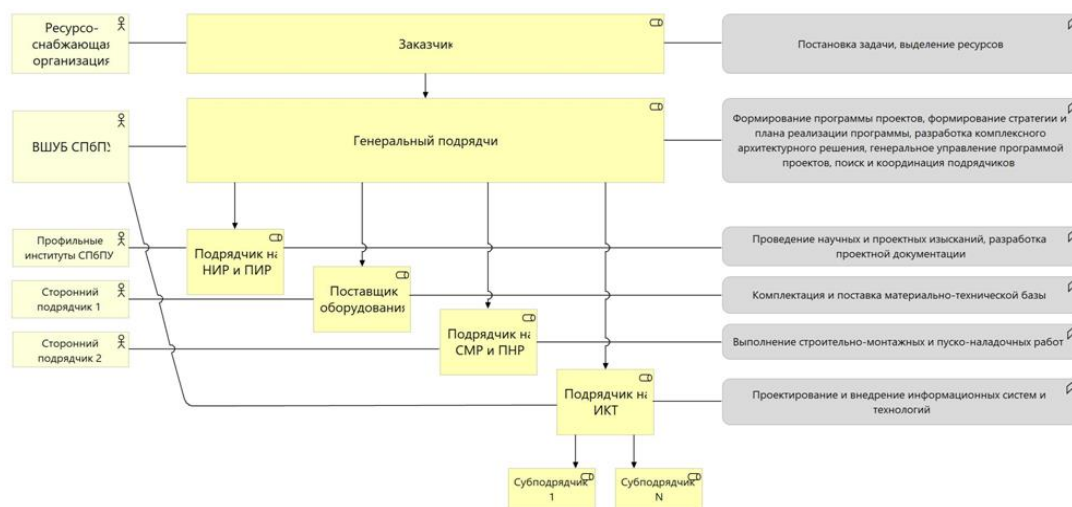 Ресурсо-
снабжающая
организация
Заказчик
Постановка задачи, выделение ресурсов
ВШУБ СПбПУ
Генеральный подрядчи
Формирование программы проектов, формирование стратегии и
плана реализации программы, разработка комплексного
архитектурного решения, генеральное управление программой
проектов, поиск и координация подрядчиков
Профильные
институты СПбПУ
Подрядчик на
НИР и ПИР
Проведение научных и проектных изысканий, разработка
проектной документации
Сторонний
подрядчик 1
Поставщик
оборудования
Комплектация и поставка материально-технической базы
Сторонний
подрядчик 2
Подрядчик на
СМР и ПНР
Выполнение строительно-монтажных и пуско-наладочных работ
Подрядчик на
ИКТ
Проектирование и внедрение информационных систем и
технологий
Субподрядчик
1
Субподрядчик
N